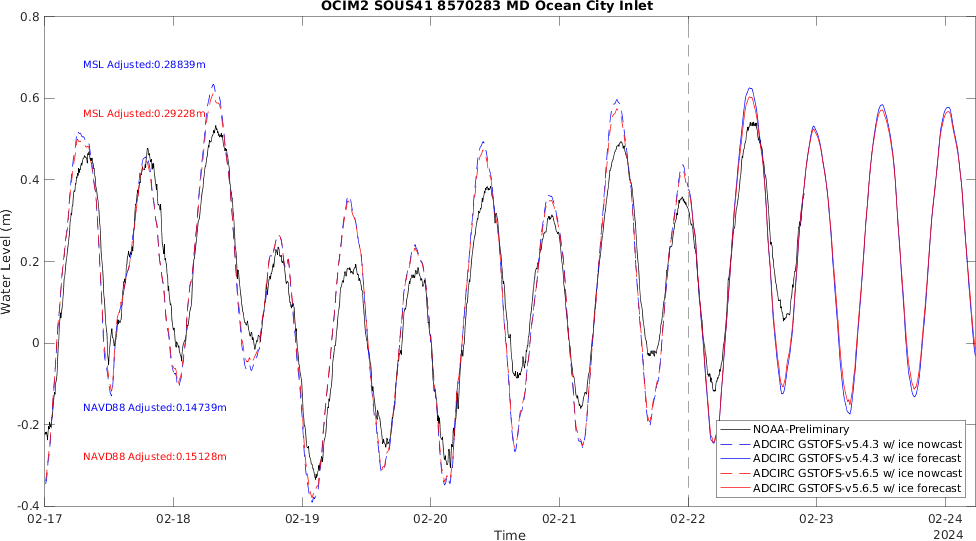 OCIM2 SOUS41 8570283 MD Ocean City Inlet
0.8
0.6
0.4
0.2
0
-0.2
-0.4
Water Level (m)
MSL Adjusted:0.28839m
MSL Adjusted:0.29228m
NAVD88 Adjusted:0.14739m
NAVD88 Adjusted:0.15128m
NOAA-Preliminary
ADCIRC GSTOFS-v5.4.3 w/ ice nowcast
ADCIRC GSTOFS-v5.4.3 w/ ice forecast
ADCIRC GSTOFS-v5.6.5 w/ ice nowcast
ADCIRC GSTOFS-v5.6.5 w/ ice forecast
02-17 02-18 02-19 02-20 02-21 02-22 02-23 02-24
Time
2024